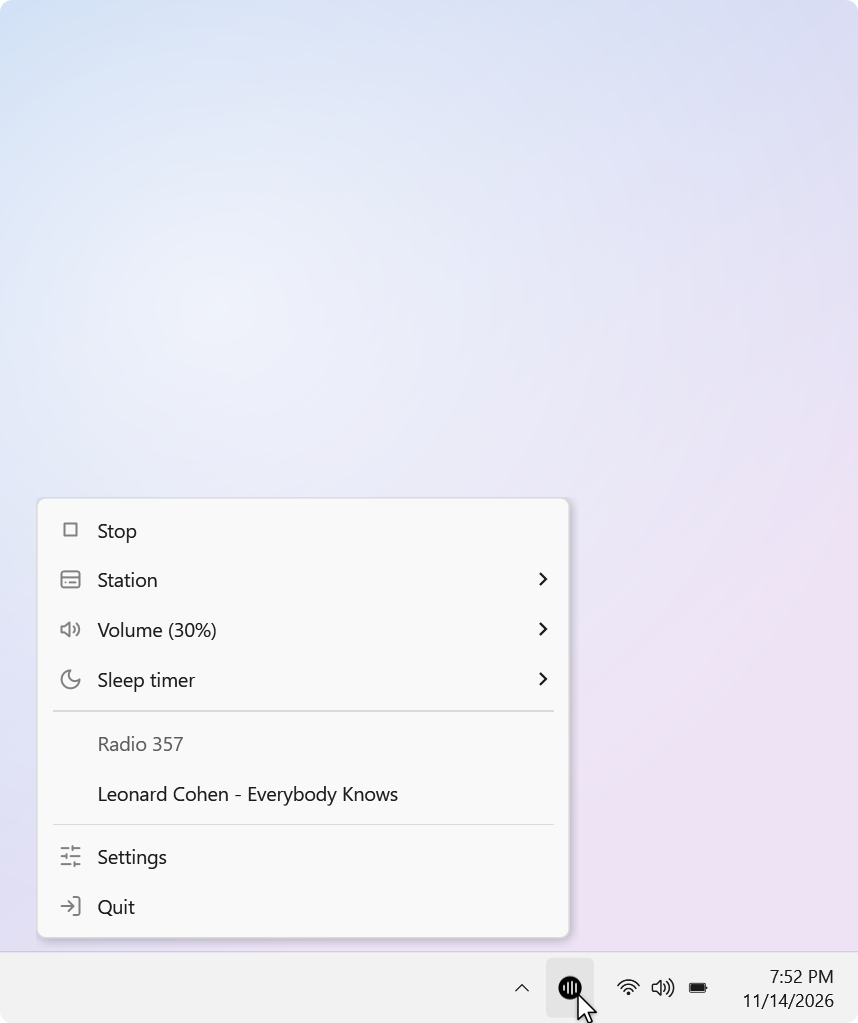 Stop
Station
Volume (30%)
Sleep timer
Radio 357
Leonard Cohen - Everybody Knows
Settings
Quit
7:52 PM
11/14/2026